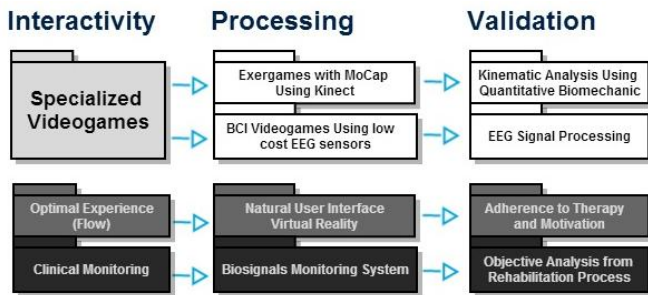 Interactivity
Processing
Validation
Specialized
Videogames
Exergames with MoCap
Using Kinect
Kinematic Analysis Using
Quantitative Biomechanic
BCI Videogames Using low
cost EEG sensors
EEG Signal Processing
Optimal Experience
(Flow)
Natural User Interface
Virtual Reality
Adherence to Therapy
and Motivation
Clinical Monitoring
Biosignals Monitoring System
Objective Analysis from
Rehabilitation Process